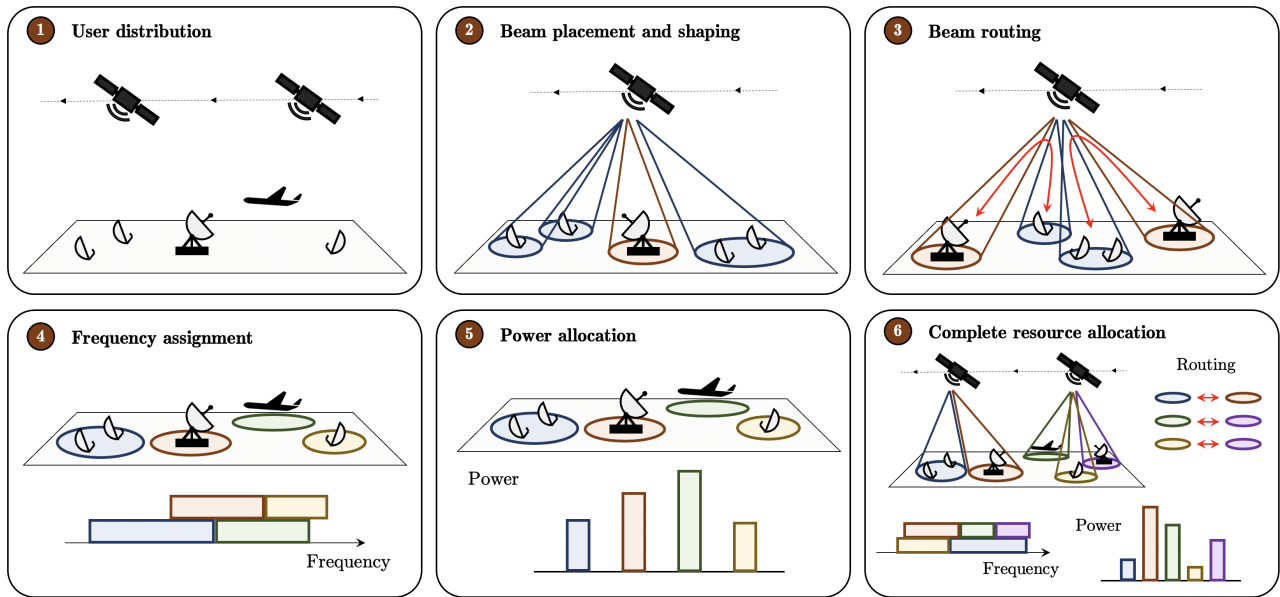 1 User distribution
2 Beam placement and shaping
3 Beam routing
4 Frequency assignment
Frequency
5 Power allocation
Power
6 Complete resource allocation
Routing
Power
Frequency